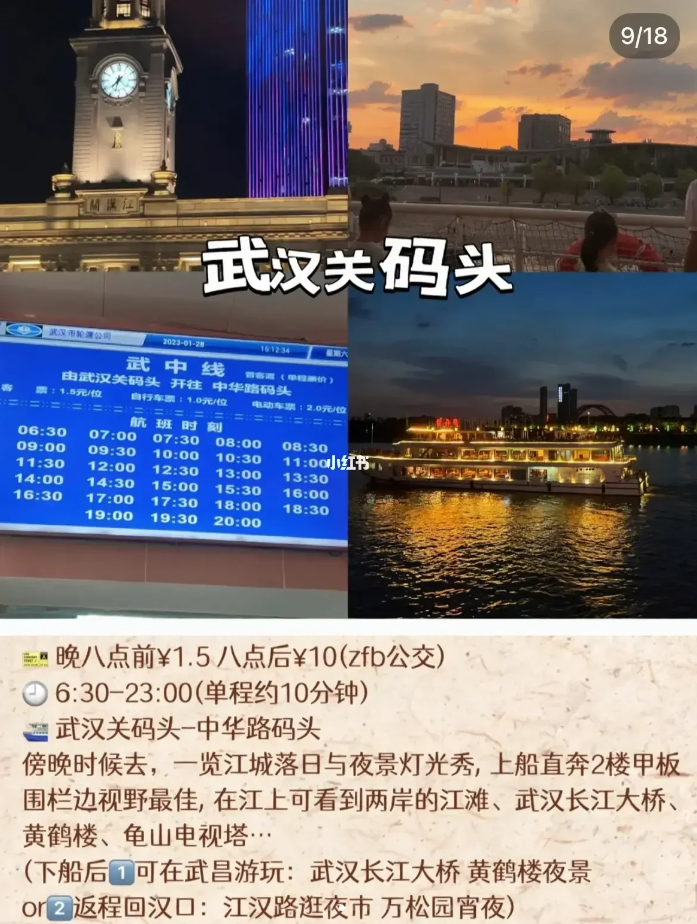 9/18
江漢關
武汉关码头
武汉市轮渡公司 2023-01-28 15:12:34 星期六
武中线 普客渡(单程票价)
由武汉关码头 开往 中华路码头
客 票:1.5元/位 自行车票:1.0元/位 电动车票:2.0元/位
航班时刻
06:30 07:00 07:30 08:00 08:30
09:00 09:30 10:00 10:30 11:00
11:30 12:00 12:30 13:00 13:30
14:00 14:30 15:00 15:30 16:00
16:30 17:00 17:30 18:00 18:30
19:00 19:30 20:00
小红书
晚八点前¥1.5 八点后¥10(zfb公交)
6:30-23:00(单程约10分钟)
武汉关码头-中华路码头
傍晚时候去，一览江城落日与夜景灯光秀, 上船直奔2楼甲板
围栏边视野最佳, 在江上可看到两岸的江滩、武汉长江大桥、
黄鹤楼、龟山电视塔…
(下船后1️⃣可在武昌游玩：武汉长江大桥 黄鹤楼夜景
or2️⃣返程回汉口：江汉路逛夜市 万松园宵夜)